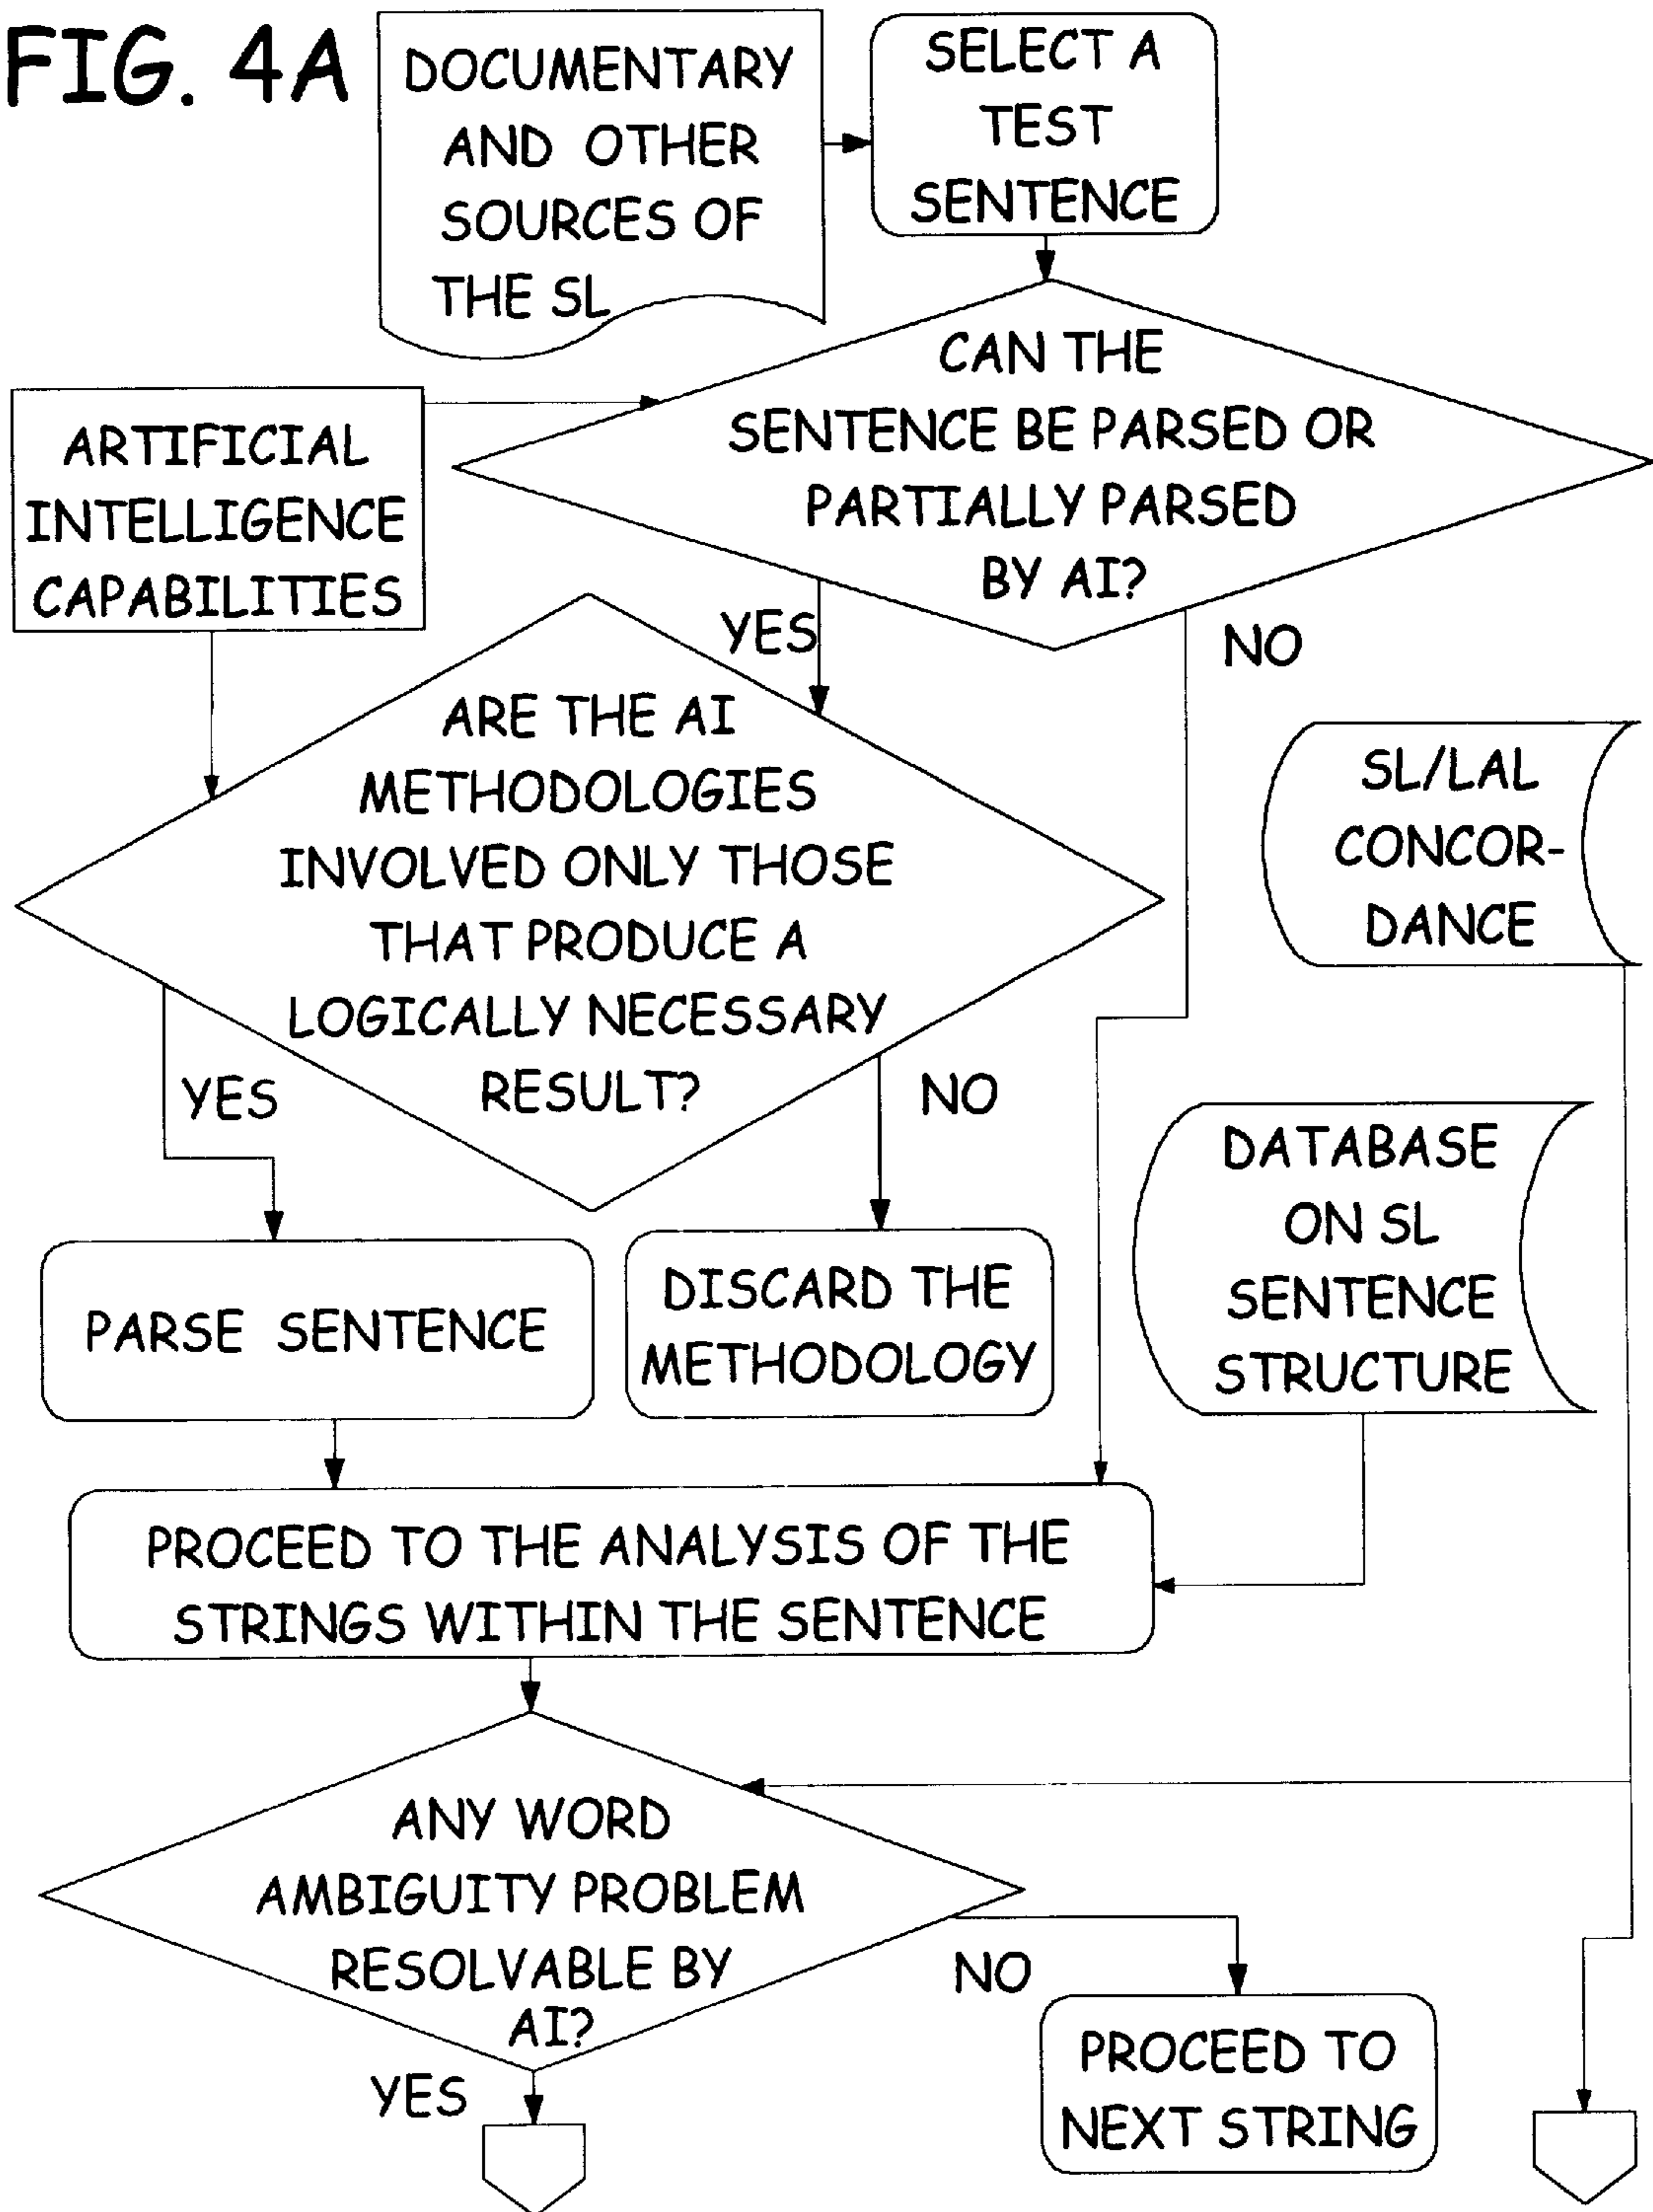 FIG. 4A
DOCUMENTARY
AND OTHER
SOURCES OF
THE SL
SELECT A
TEST
SENTENCE
CAN THE
SENTENCE BE PARSED OR
PARTIALLY PARSED
BY AI?
ARTIFICIAL
INTELLIGENCE
CAPABILITIES
YES
NO
ARE THE AI
METHODOLOGIES
INVOLVED ONLY THOSE
THAT PRODUCE A
LOGICALLY NECESSARY
RESULT?
SL/LAL
CONCOR-
DANCE
YES
NO
DATABASE
ON SL
SENTENCE
STRUCTURE
PARSE SENTENCE
DISCARD THE
METHODOLOGY
PROCEED TO THE ANALYSIS OF THE
STRINGS WITHIN THE SENTENCE
ANY WORD
AMBIGUITY PROBLEM
RESOLVABLE BY
AI?
NO
YES
PROCEED TO
NEXT STRING